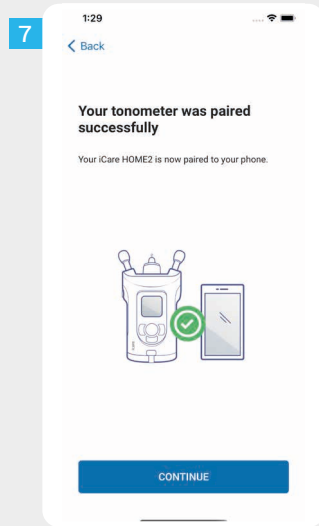 7
1:29
Back
Your tonometer was paired
successfully
Your iCare HOME2 is now paired to your phone.
CONTINUE